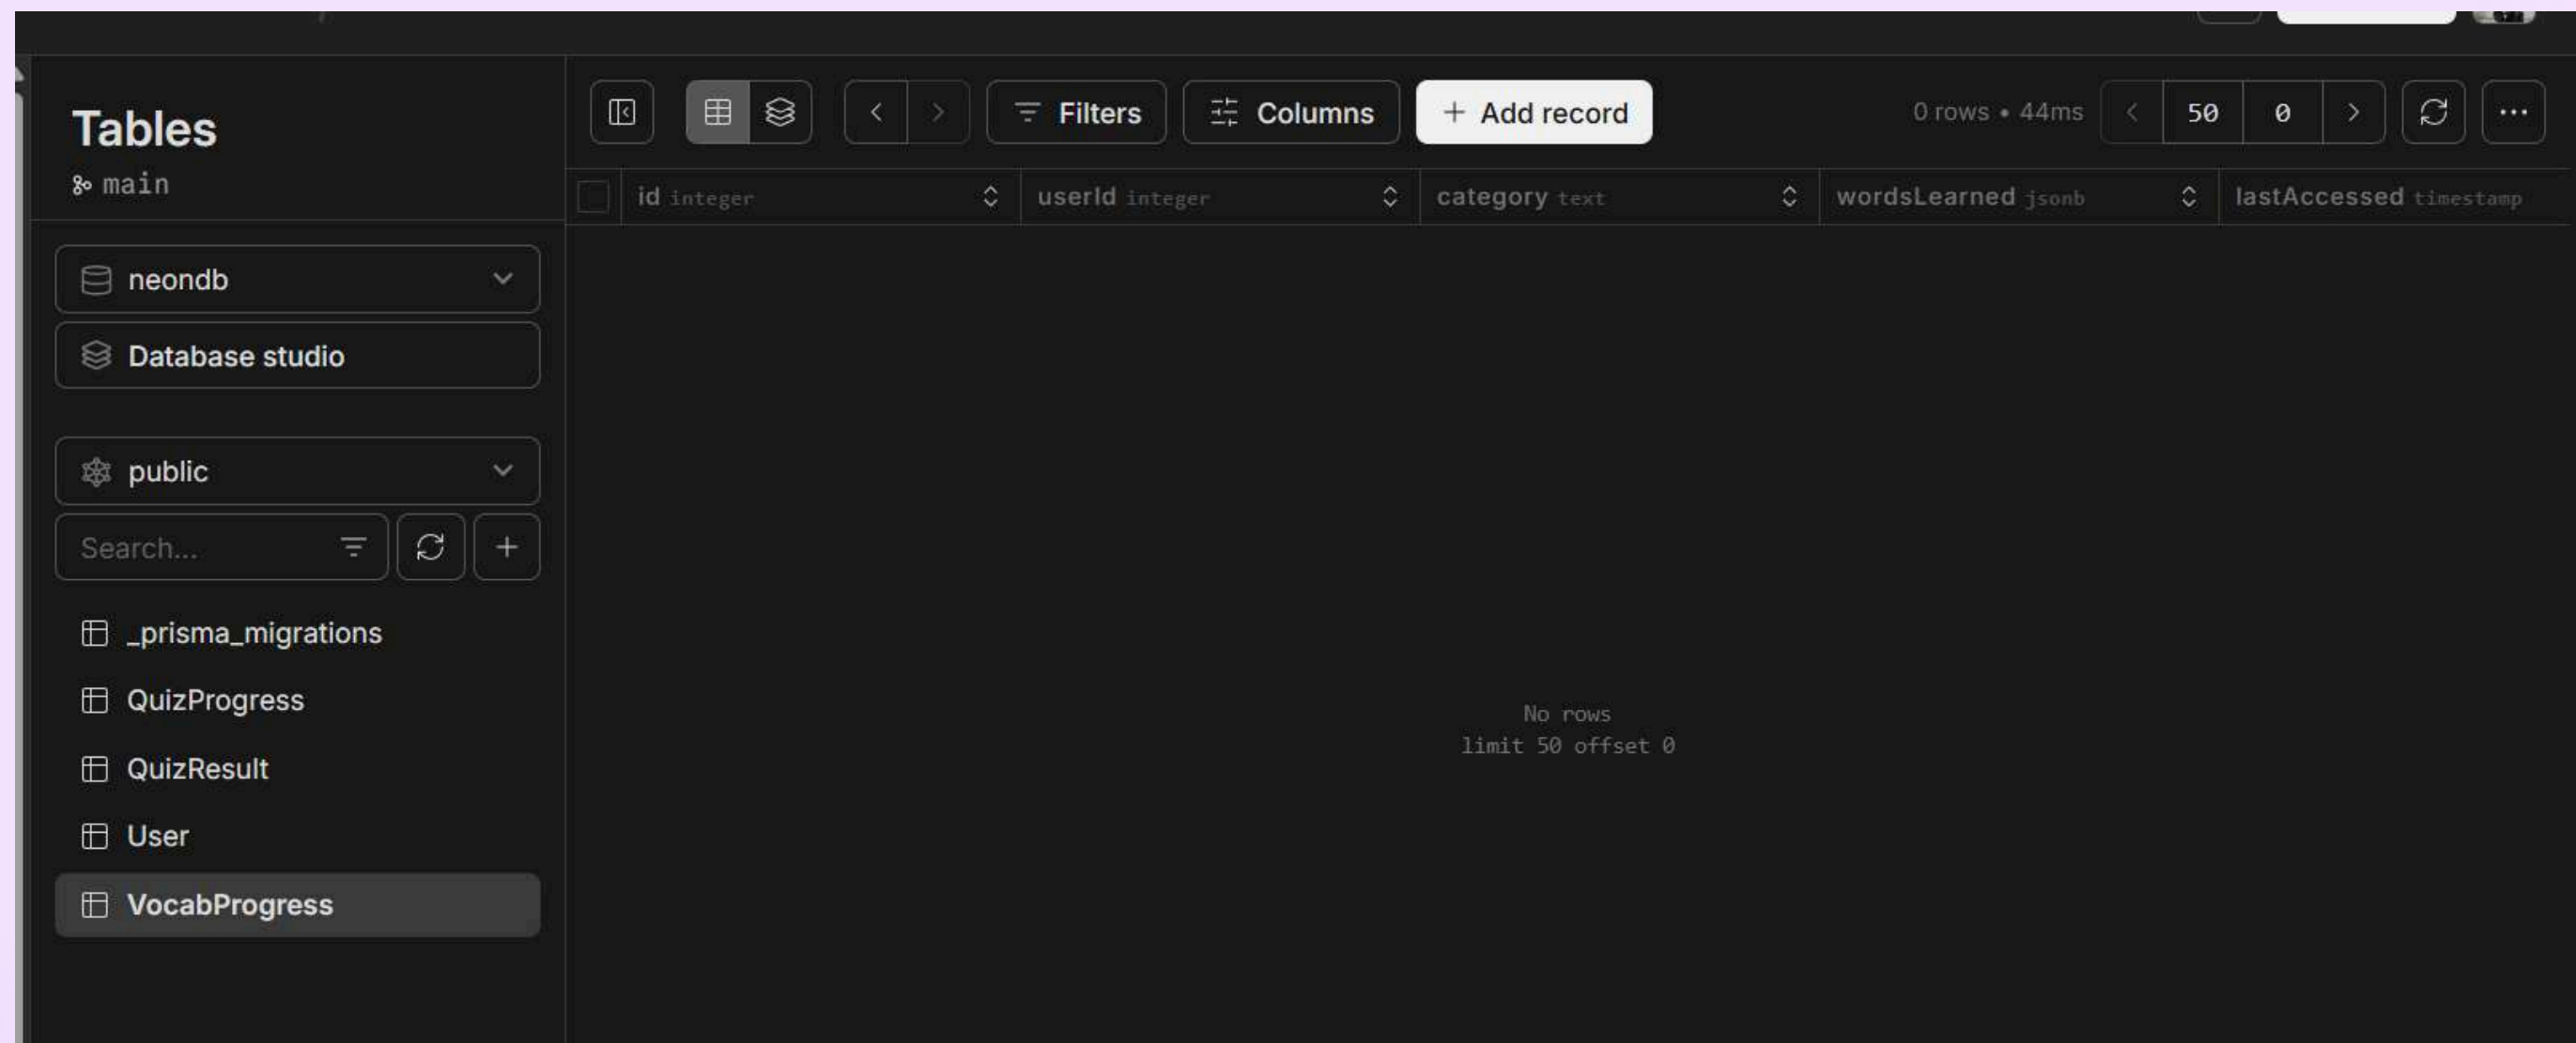 Tables
main
neondb
Database studio
public
Search...
_prisma_migrations
QuizProgress
QuizResult
User
VocabProgress
Filters Columns + Add record 0 rows • 44ms 50 0
id integer userId integer category text wordsLearned jsonb lastAccessed timestamp
No rows
limit 50 offset 0